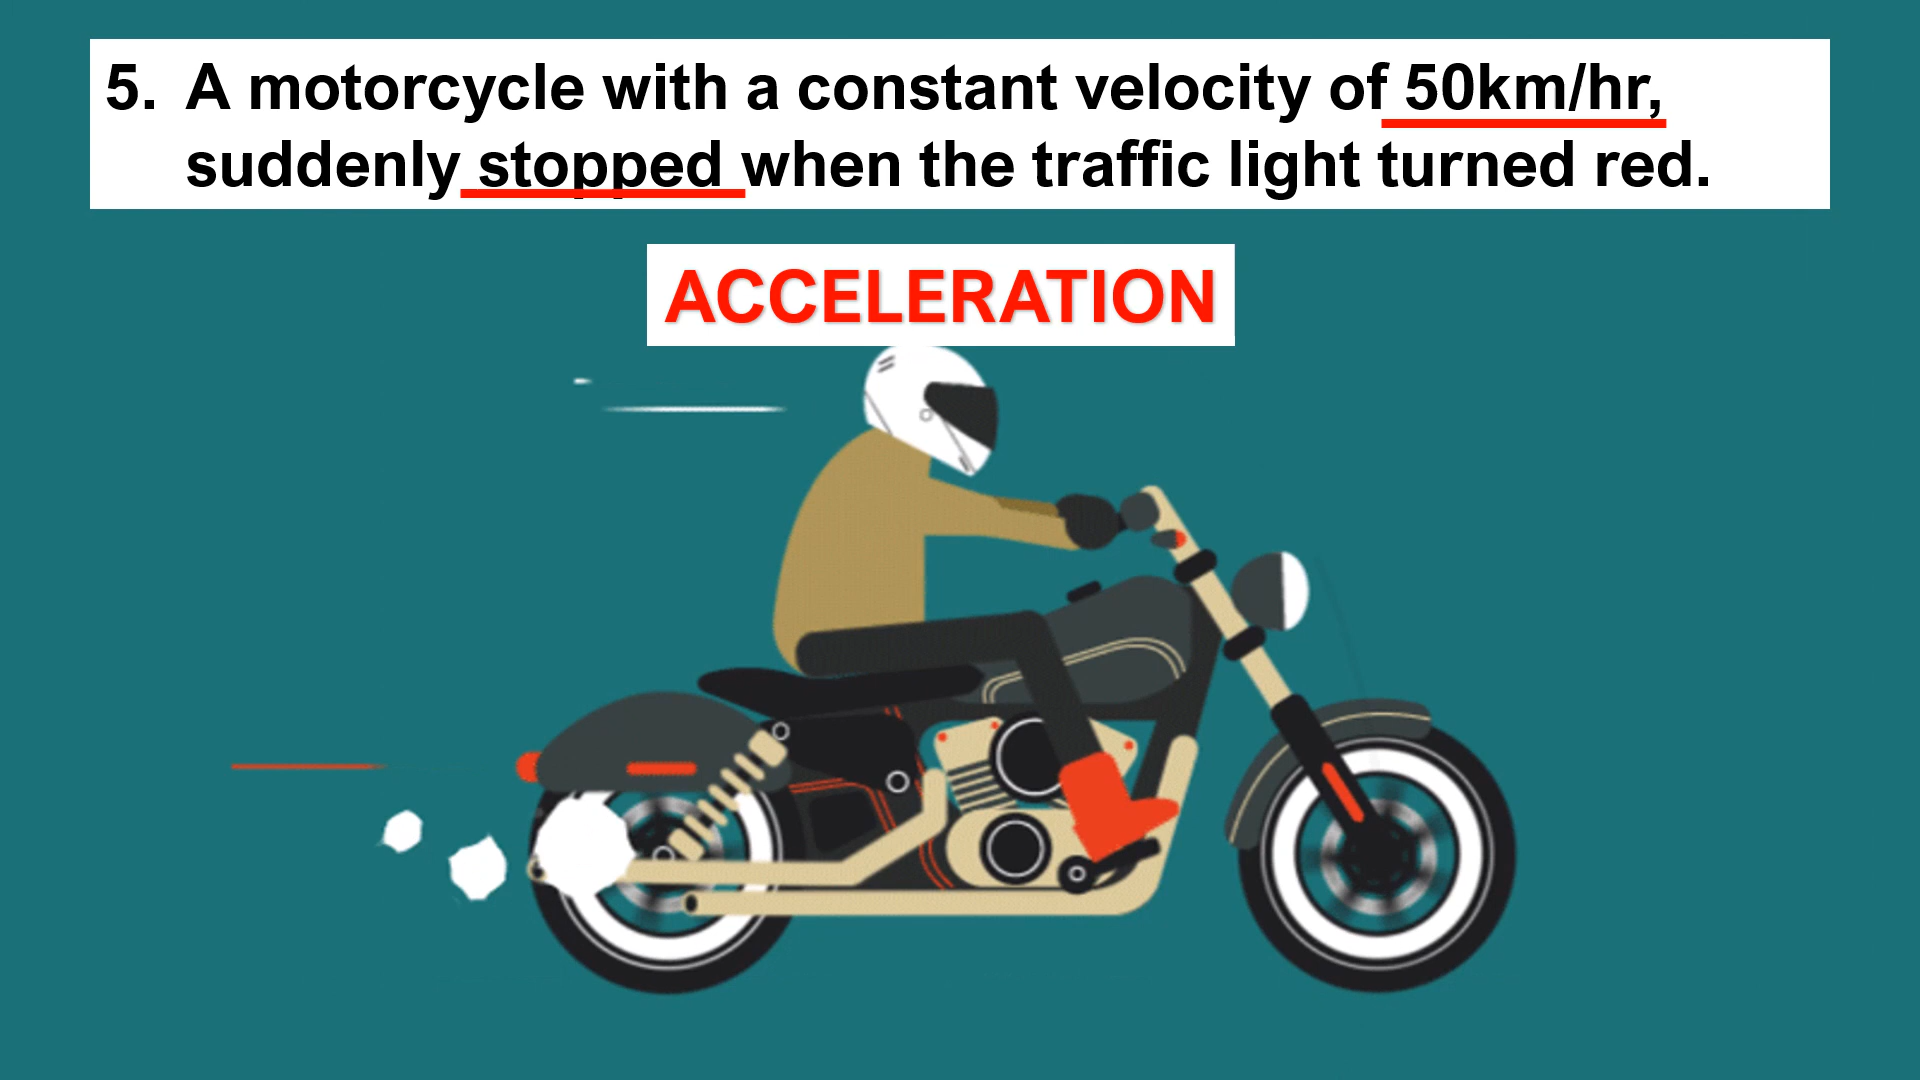 5. A motorcycle with a constant velocity of 50km/hr,
suddenly stopped when the traffic light turned red.
ACCELERATION